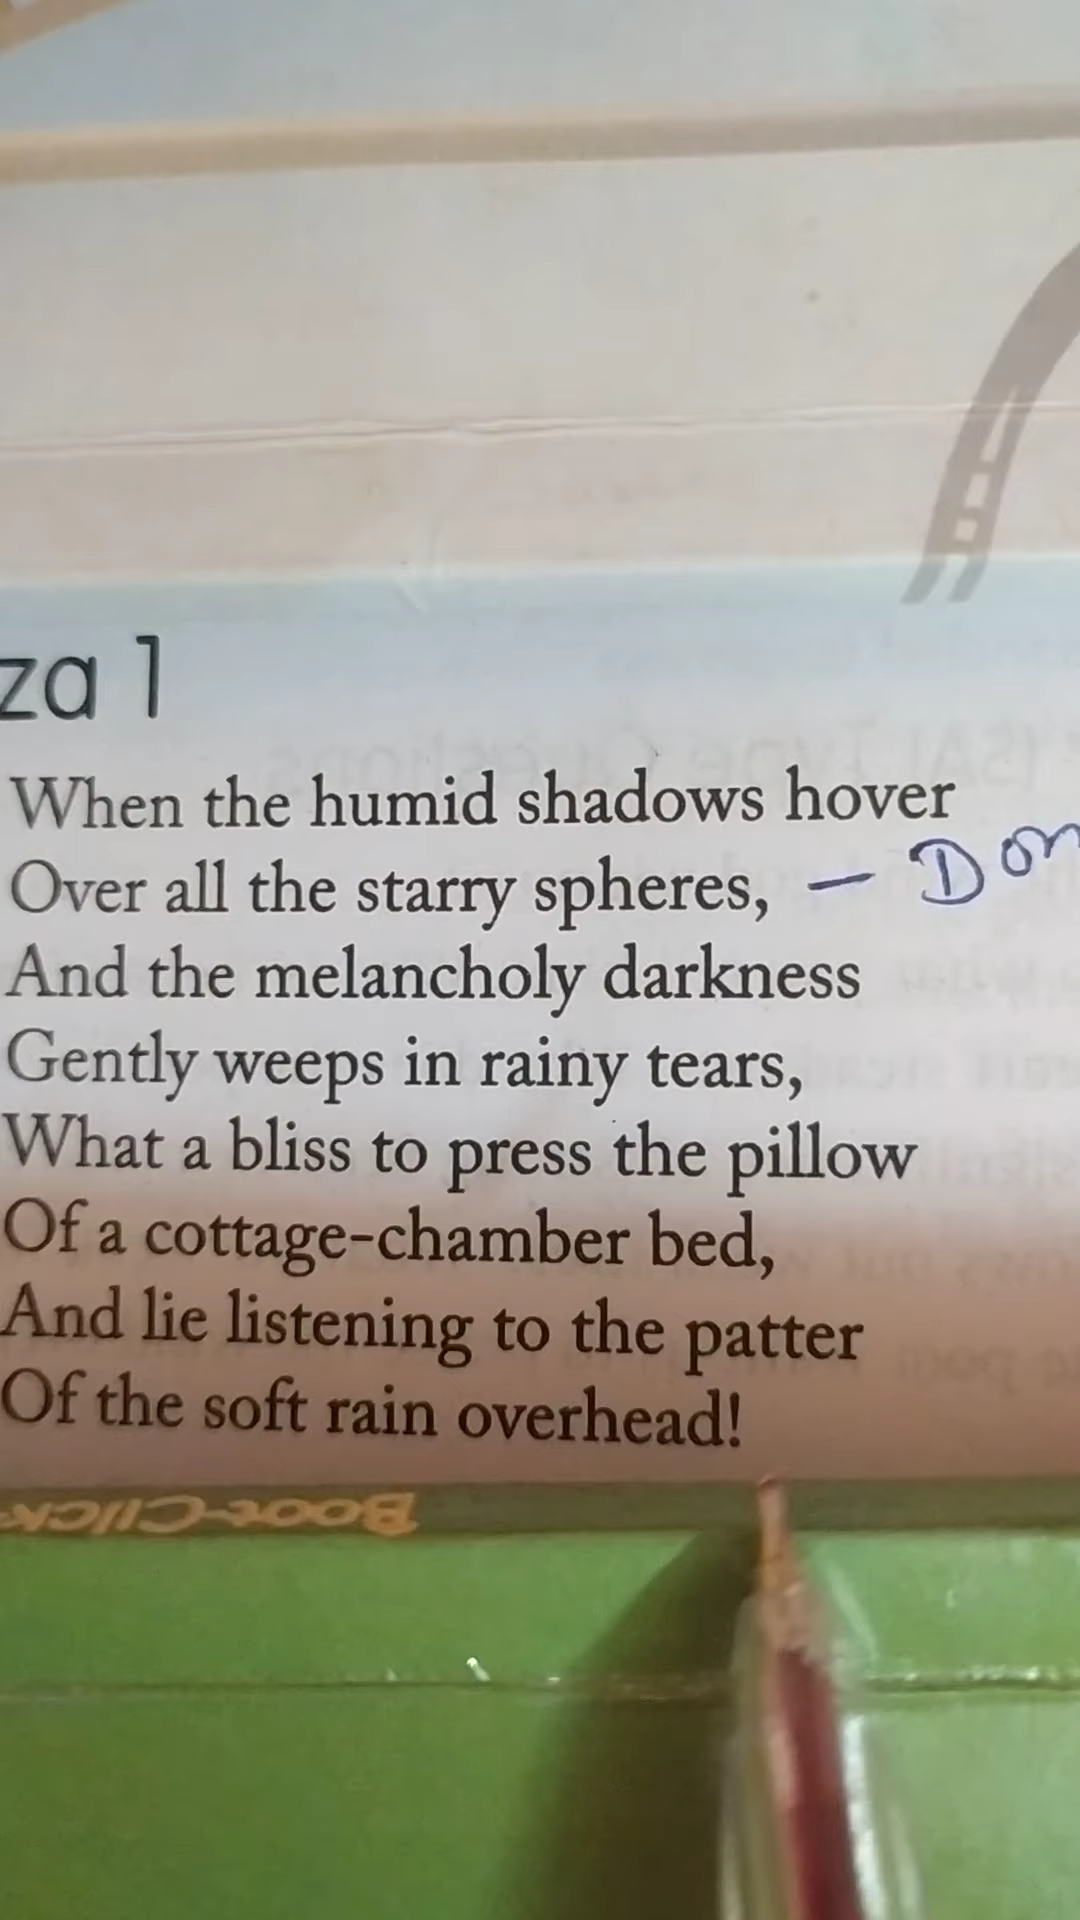 za 1
When the humid shadows hover
Over all the starry spheres, —
And the melancholy darkness
Gently weeps in rainy tears,
What a bliss to press the pillow
Of a cottage-chamber bed,
And lie listening to the patter
Of the soft rain overhead!